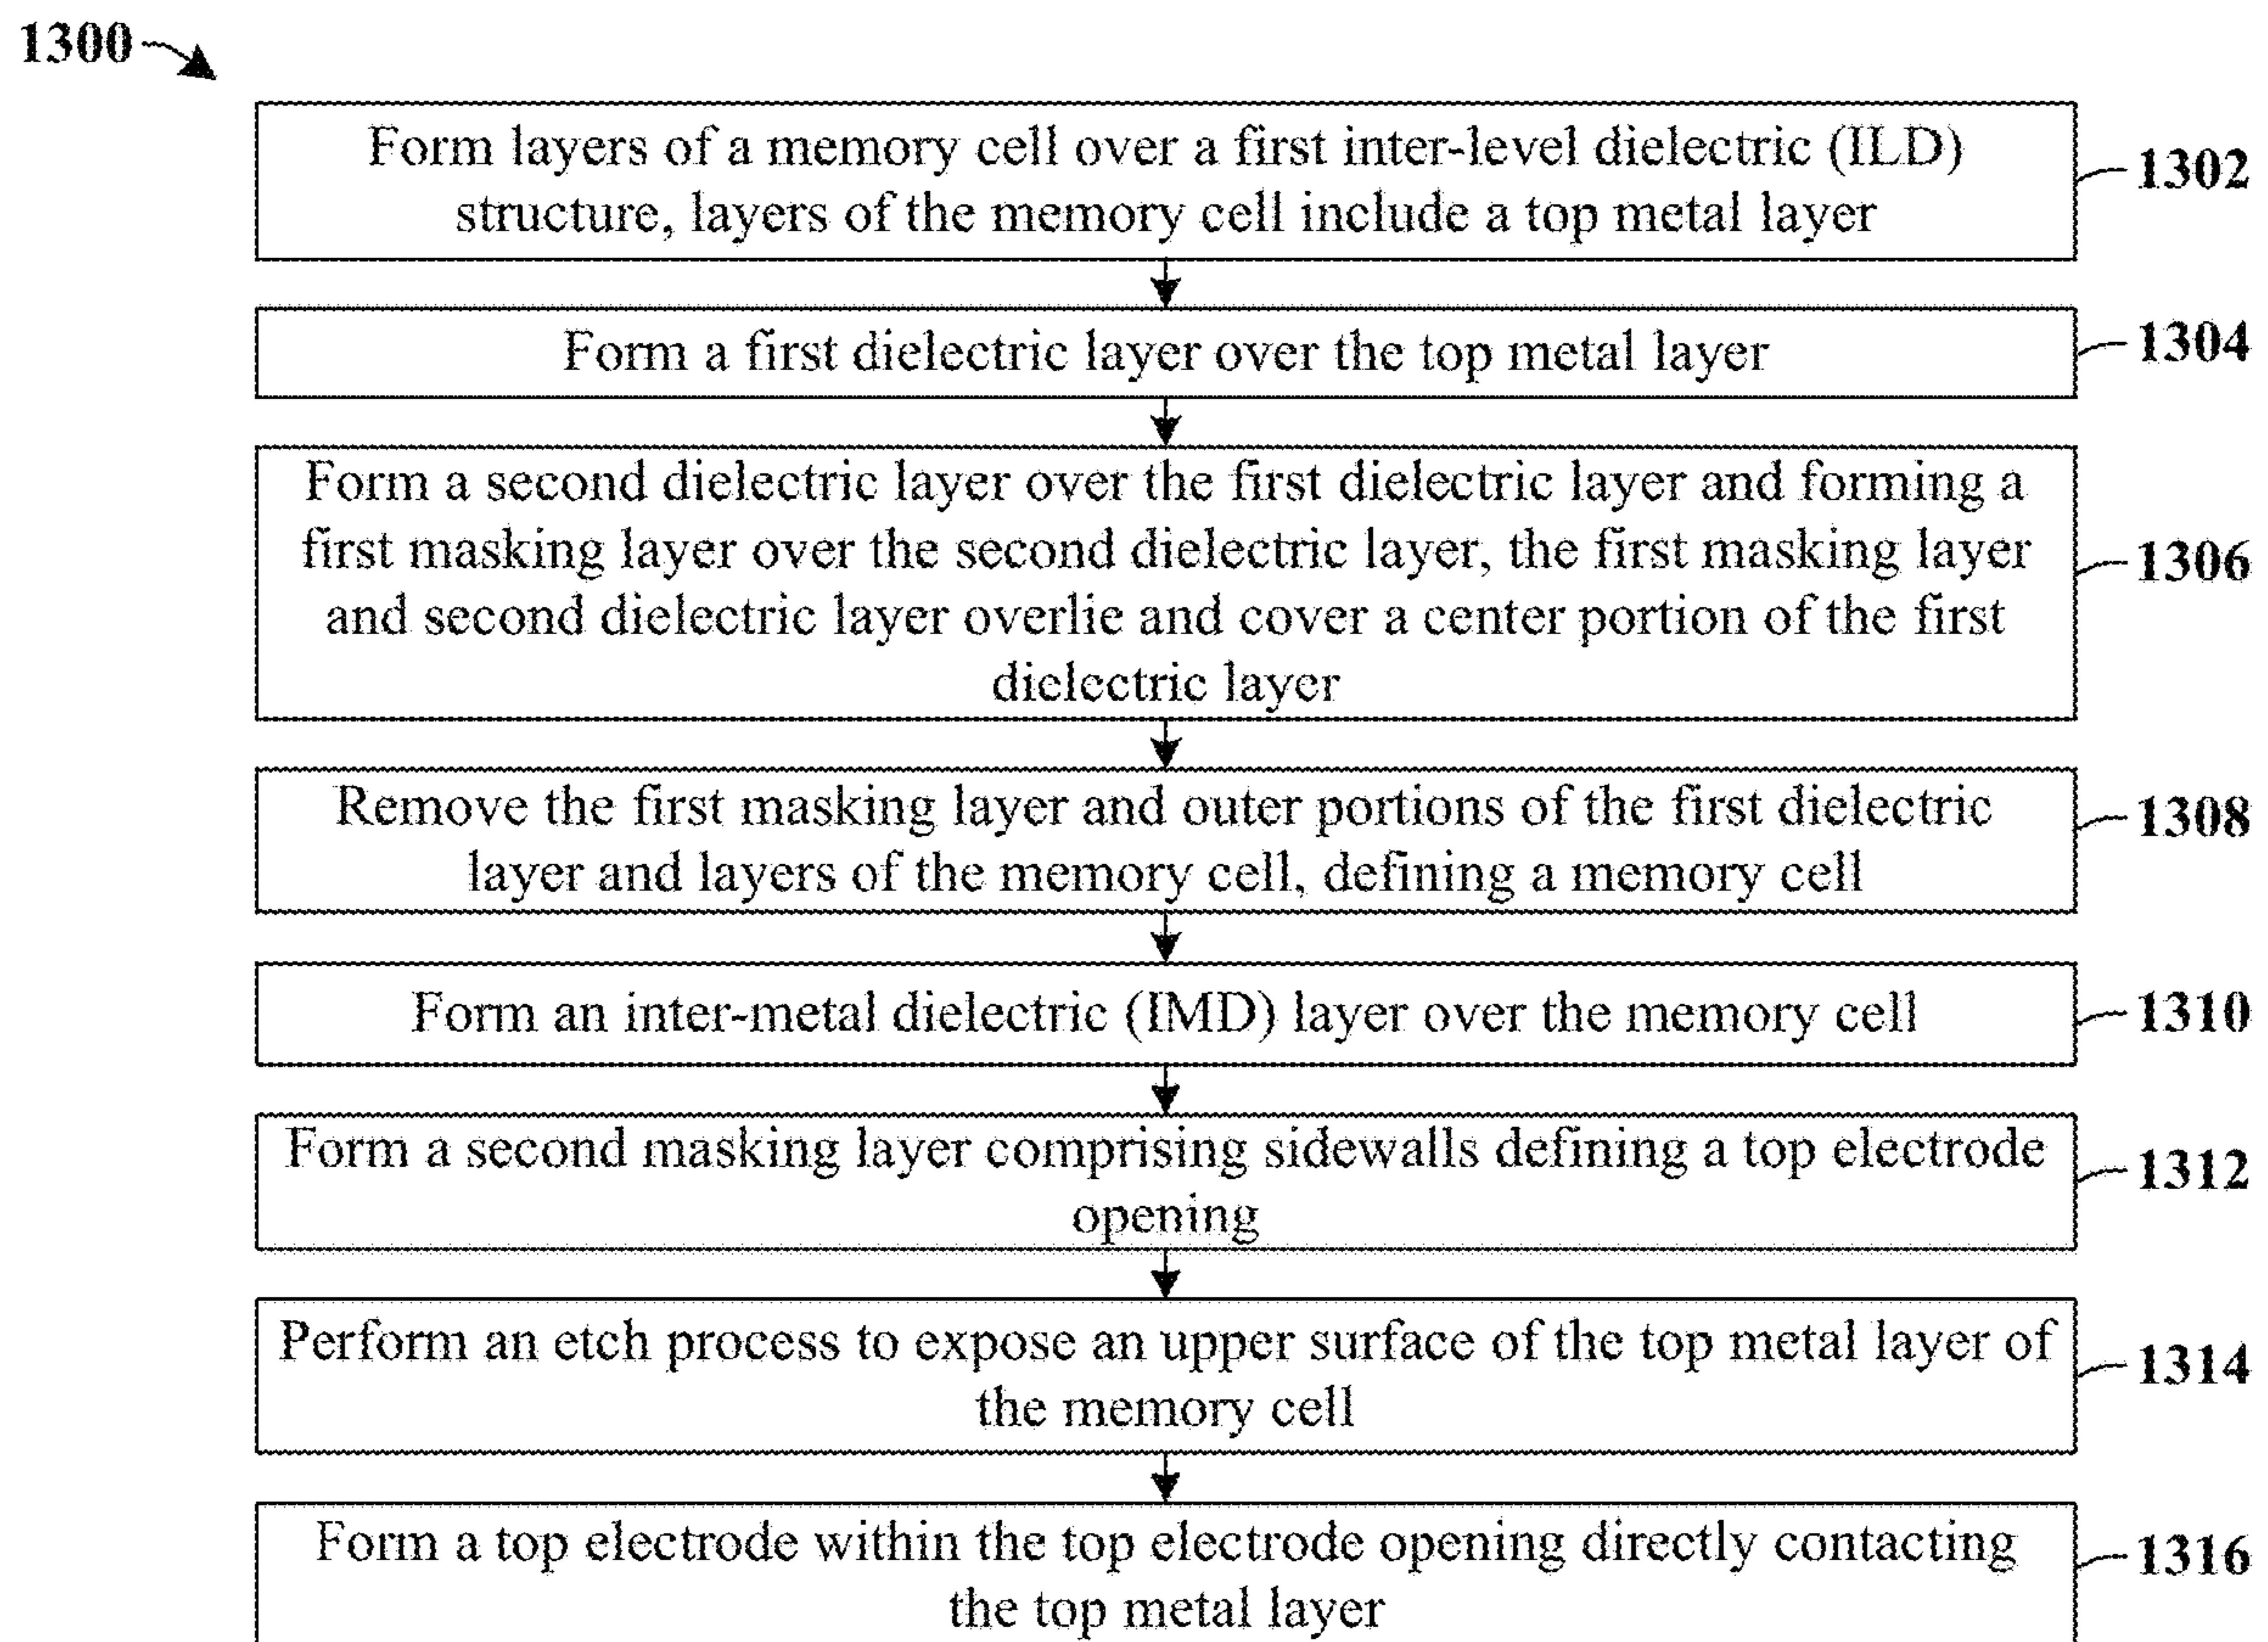 1300
Form layers of a memory cell over a first inter-level dielectric (ILD)
structure, layers of the memory cell include a top metal layer
1302
Form a first dielectric layer over the top metal layer
1304
Form a second dielectric layer over the first dielectric layer and forming a
first masking layer over the second dielectric layer, the first masking layer
and second dielectric layer overlie and cover a center portion of the first
dielectric layer
1306
Remove the first masking layer and outer portions of the first dielectric
layer and layers of the memory cell, defining a memory cell
1308
Form an inter-metal dielectric (IMD) layer over the memory cell
1310
Form a second masking layer comprising sidewalls defining a top electrode
opening
1312
Perform an etch process to expose an upper surface of the top metal layer of
the memory cell
1314
Form a top electrode within the top electrode opening directly contacting
the top metal layer
1316